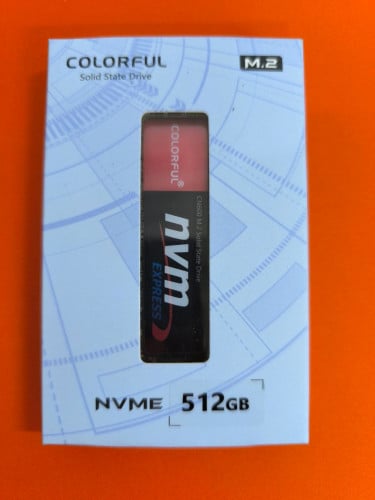 COLORFUL
Solid State Drive
M.2
COLORFUL®
CN600 M.2 Solid State Drive
nvm
EXPRESS
NVME
512GB